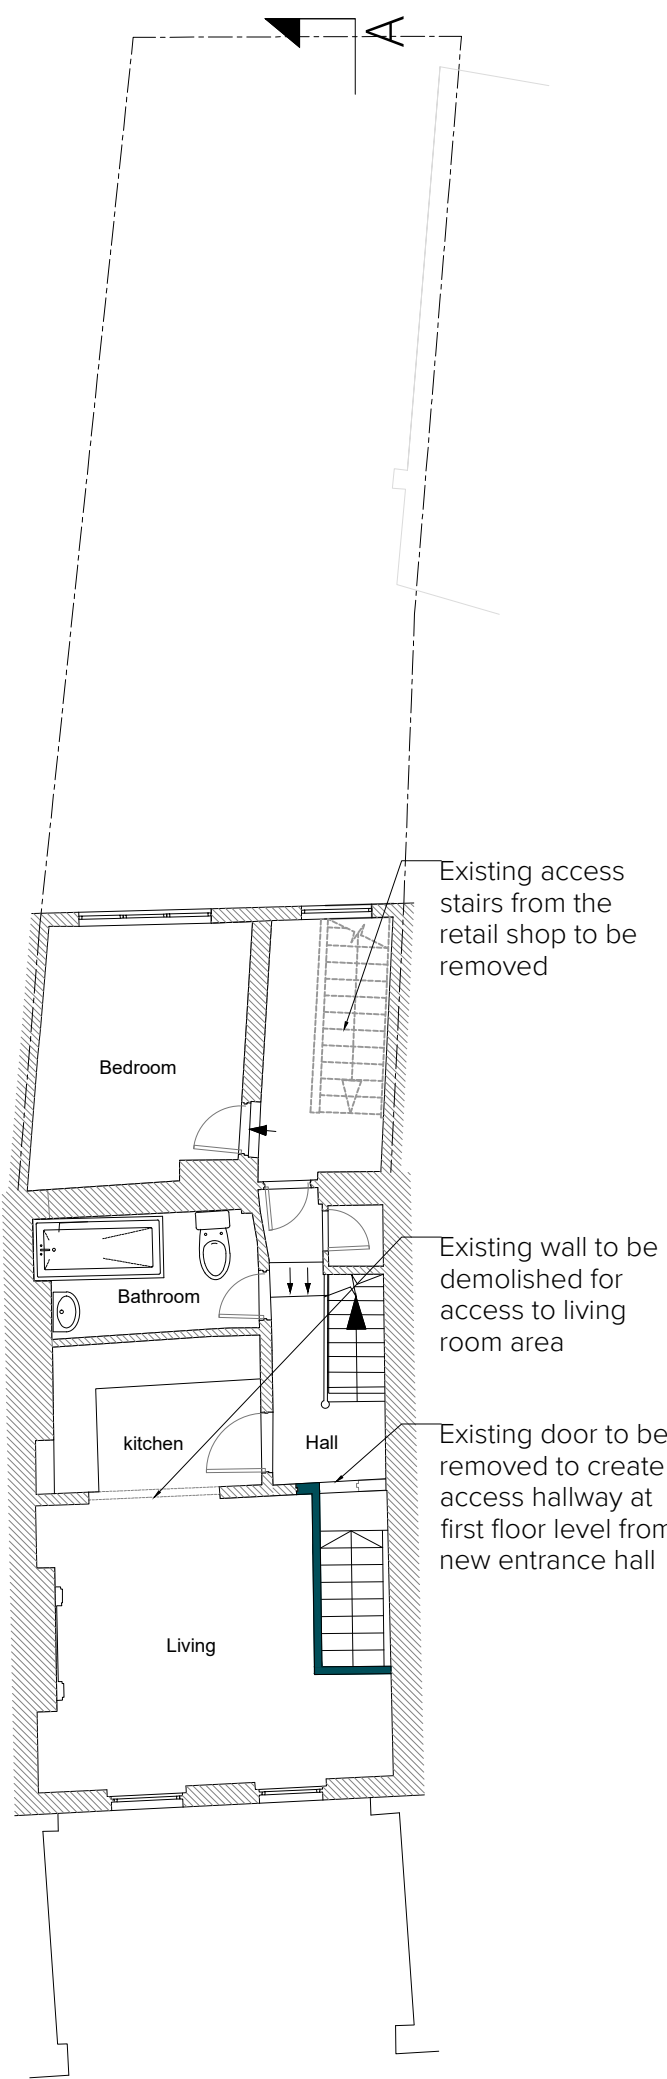 A
Existing access
stairs from the
retail shop to be
removed
Bedroom
Existing wall to be
demolished for
access to living
room area
Bathroom
Existing door to be
removed to create
access hallway at
first floor level from
new entrance hall
kitchen
Hall
Living